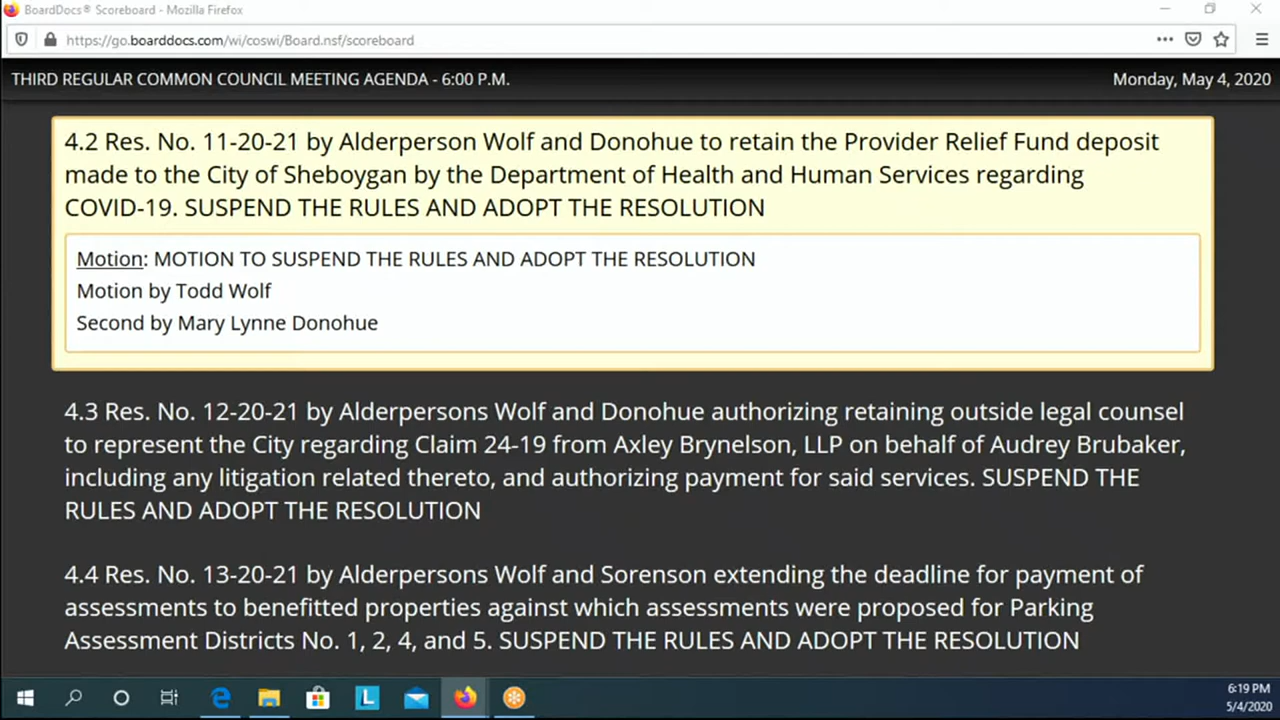 BoardDocs® Scoreboard - Mozilla Firefox
https://go.boarddocs.com/wi/coswi/Board.nsf/scoreboard
THIRD REGULAR COMMON COUNCIL MEETING AGENDA - 6:00 P.M.
Monday, May 4, 2020
4.2 Res. No. 11-20-21 by Alderperson Wolf and Donohue to retain the Provider Relief Fund deposit
made to the City of Sheboygan by the Department of Health and Human Services regarding
COVID-19. SUSPEND THE RULES AND ADOPT THE RESOLUTION
Motion: MOTION TO SUSPEND THE RULES AND ADOPT THE RESOLUTION
Motion by Todd Wolf
Second by Mary Lynne Donohue
4.3 Res. No. 12-20-21 by Alderpersons Wolf and Donohue authorizing retaining outside legal counsel
to represent the City regarding Claim 24-19 from Axley Brynelson, LLP on behalf of Audrey Brubaker,
including any litigation related thereto, and authorizing payment for said services. SUSPEND THE
RULES AND ADOPT THE RESOLUTION
4.4 Res. No. 13-20-21 by Alderpersons Wolf and Sorenson extending the deadline for payment of
assessments to benefitted properties against which assessments were proposed for Parking
Assessment Districts No. 1, 2, 4, and 5. SUSPEND THE RULES AND ADOPT THE RESOLUTION
L
6:19 PM
5/4/2020